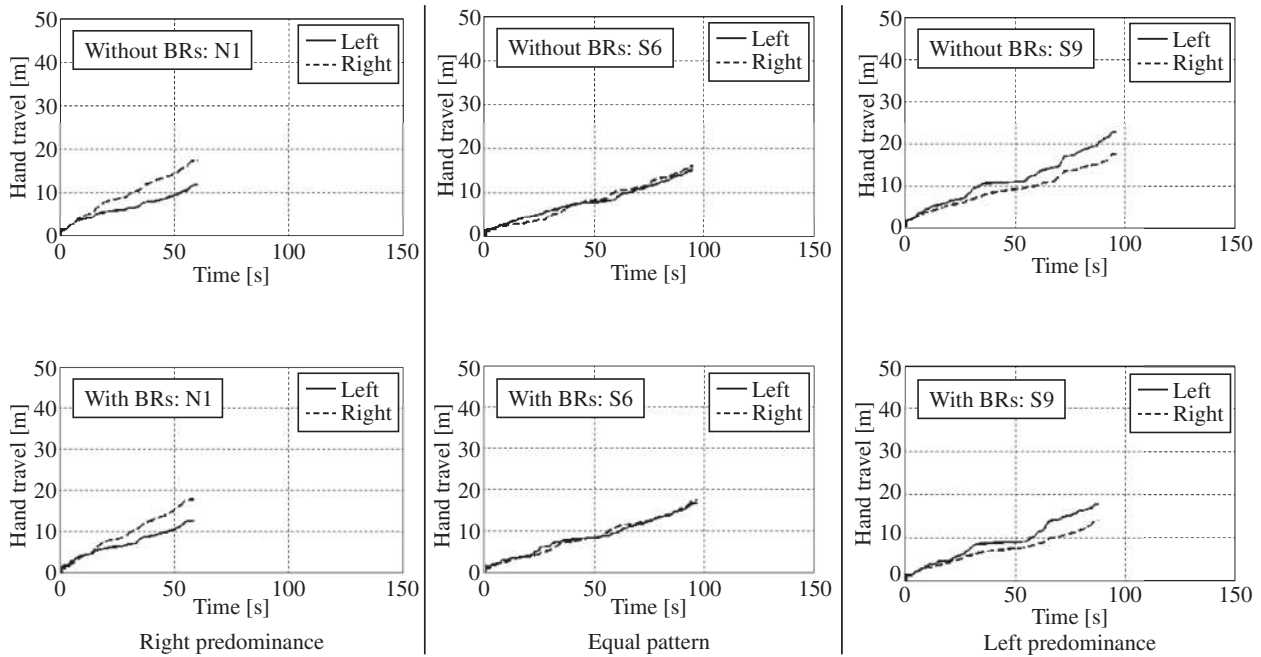 Without BRs: N1
Left
Right
Hand travel [m]
50
40
30
20
10
0
0
50
100
150
Time [s]
Without BRs: S6
Left
Right
Hand travel [m]
50
40
30
20
10
0
0
50
100
150
Time [s]
Without BRs: S9
Left
Right
Hand travel [m]
50
40
30
20
10
0
0
50
100
150
Time [s]
With BRs: N1
Left
Right
Hand travel [m]
50
40
30
20
10
0
0
50
100
150
Time [s]
Right predominance
With BRs: S6
Left
Right
Hand travel [m]
50
40
30
20
10
0
0
50
100
150
Time [s]
Equal pattern
With BRs: S9
Left
Right
Hand travel [m]
50
40
30
20
10
0
0
50
100
150
Time [s]
Left predominance